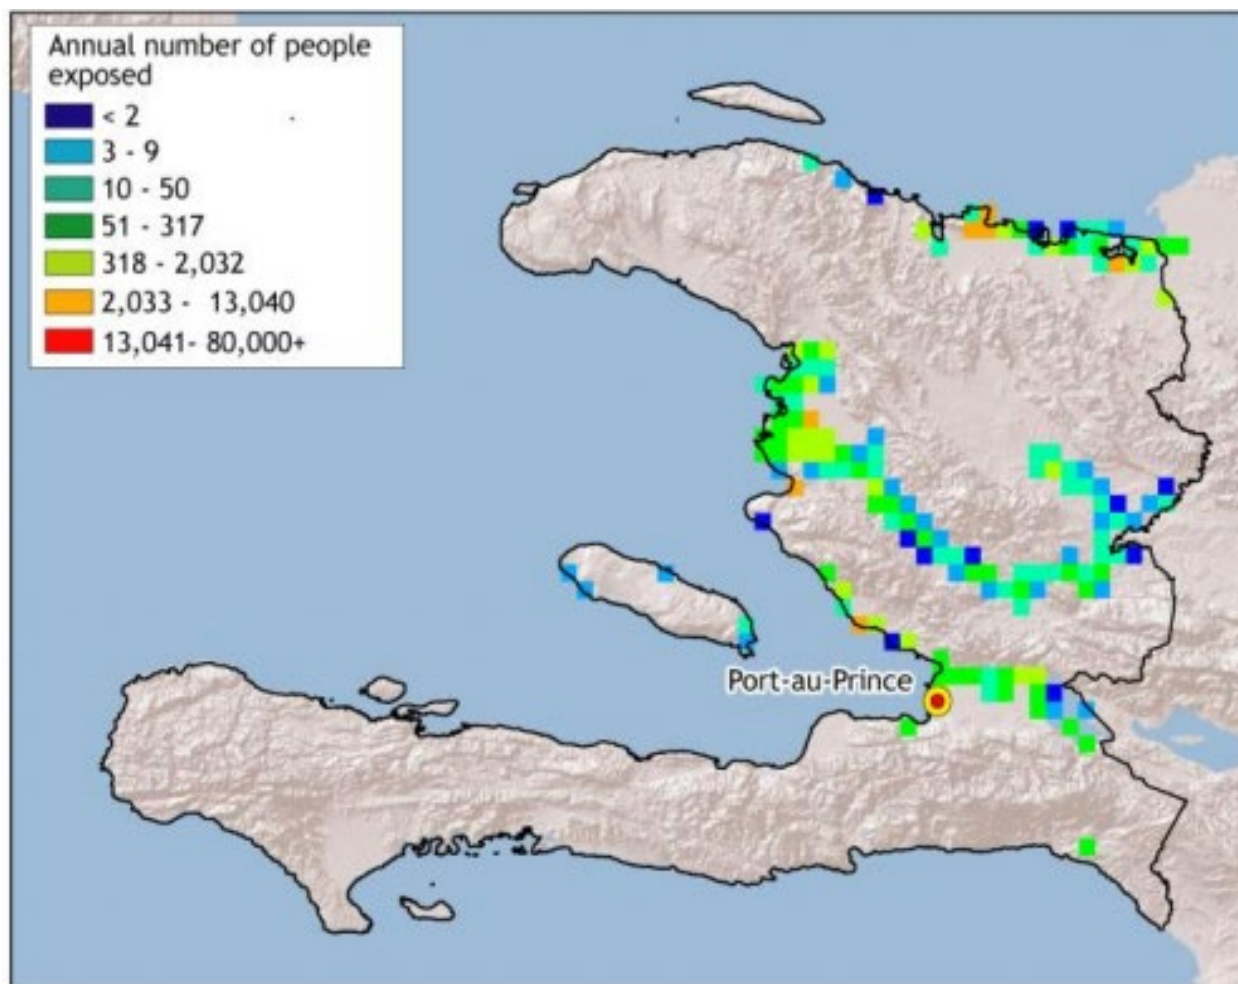 Annual number of people
exposed
< 2
3 - 9
10 - 50
51 - 317
318 - 2,032
2,033 - 13,040
13,041- 80,000+
Port-au-Prince